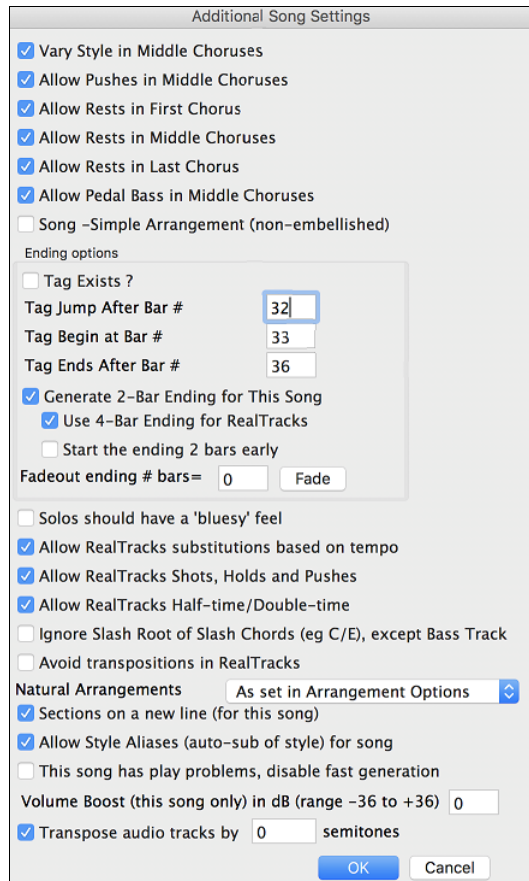 Additional Song Settings
Vary Style in Middle Choruses
Allow Pushes in Middle Choruses
Allow Rests in First Chorus
Allow Rests in Middle Choruses
Allow Rests in Last Chorus
Allow Pedal Bass in Middle Choruses
Song -Simple Arrangement (non-embellished)
Ending options
Tag Exists ?
Tag Jump After Bar # 32
Tag Begin at Bar # 33
Tag Ends After Bar # 36
Generate 2-Bar Ending for This Song
Use 4-Bar Ending for RealTracks
Start the ending 2 bars early
Fadeout ending # bars= 0 Fade
Solos should have a 'bluesy' feel
Allow RealTracks substitutions based on tempo
Allow RealTracks Shots, Holds and Pushes
Allow RealTracks Half-time/Double-time
Ignore Slash Root of Slash Chords (eg C/E), except Bass Track
Avoid transpositions in RealTracks
Natural Arrangements As set in Arrangement Options
Sections on a new line (for this song)
Allow Style Aliases (auto-sub of style) for song
This song has play problems, disable fast generation
Volume Boost (this song only) in dB (range -36 to +36) 0
Transpose audio tracks by 0 semitones
OK Cancel